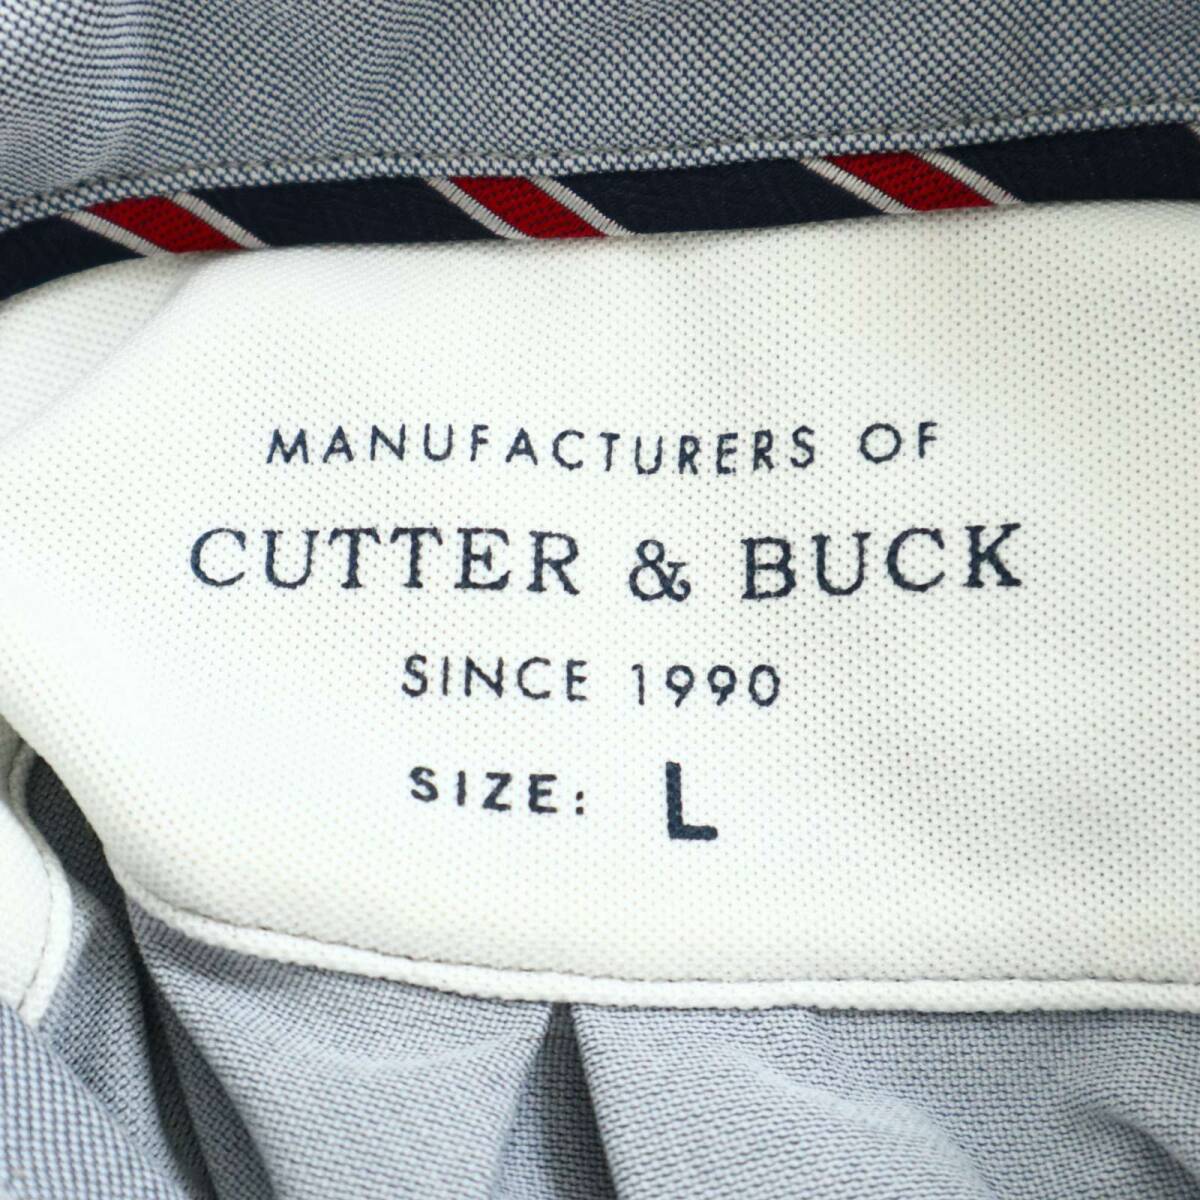 MANUFACTURERS OF
CUTTER & BUCK
SINCE 1990
SIZE: L